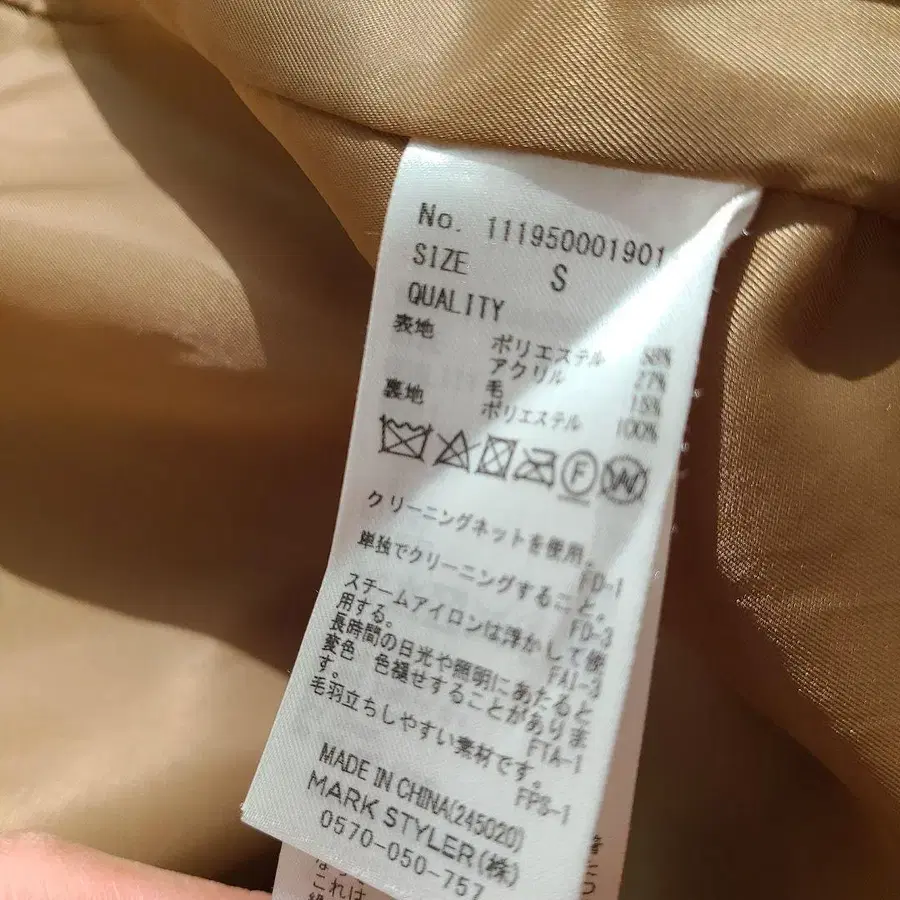 No. 111950001901
SIZE S
QUALITY
表地 ポリエステル 58%
アクリル 27%
毛 15%
裏地 ポリエステル 100%
F W
クリーニングネットを使用。
FD-1
単独でクリーニングすること。
FD-3
スチームアイロンは浮かして使
用する。 FAI-3
長時間の日光や照明にあたると
変色 色褪せすることがありま
す。 FTA-1
毛羽立ちしやすい素材です。
FPS-1
MADE IN CHINA(245020)
MARK STYLER(株)
0570-050-757
これは